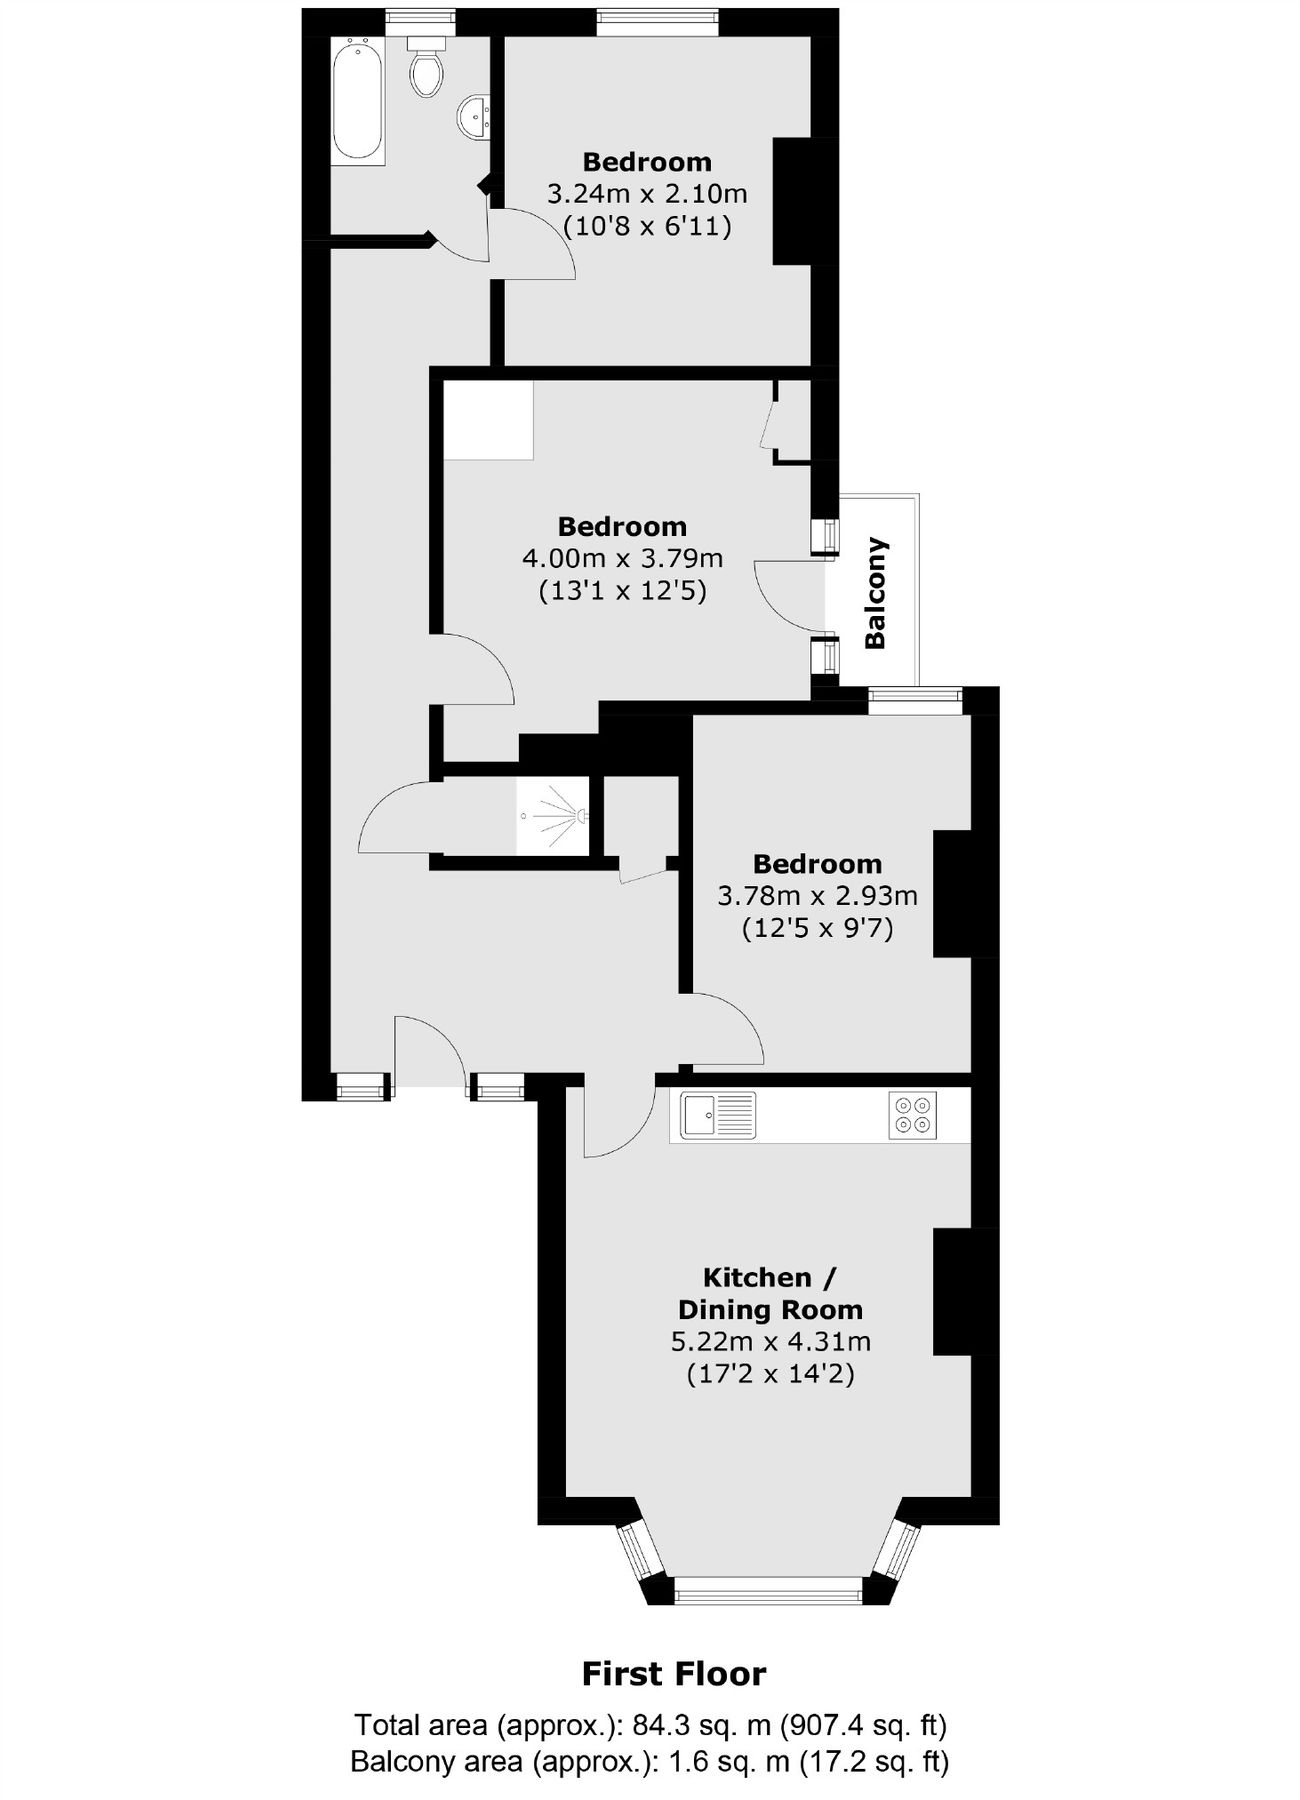 Bedroom
3.24m x 2.10m
(10'8 x 6'11)
Bedroom
4.00m x 3.79m
(13'1 x 12'5)
Balcony
Bedroom
3.78m x 2.93m
(12'5 x 9'7)
Kitchen /
Dining Room
5.22m x 4.31m
(17'2 x 14'2)
First Floor
Total area (approx.): 84.3 sq. m (907.4 sq. ft)
Balcony area (approx.): 1.6 sq. m (17.2 sq. ft)